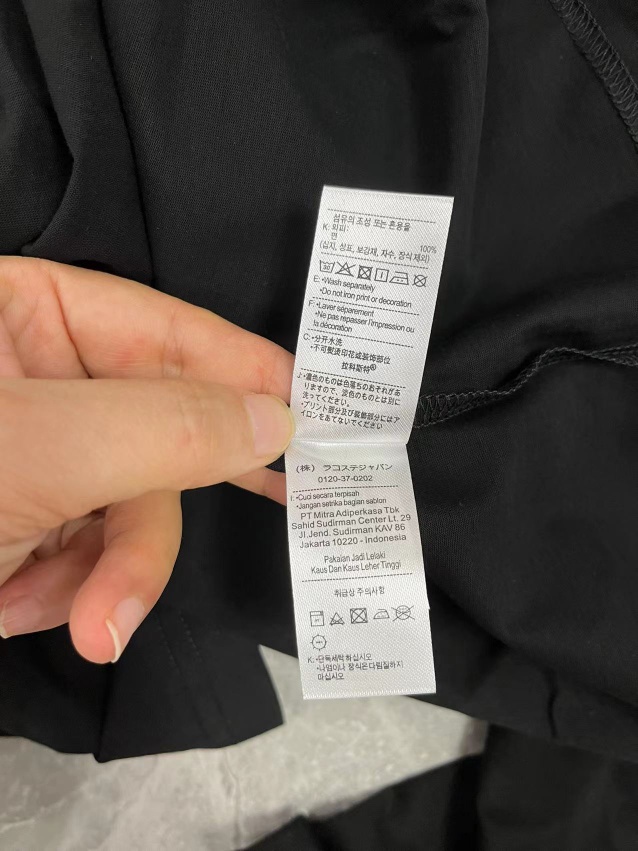 섬유의 조성 또는 혼용율
K: 외피:
면 100%
(심지, 상표, 보강재, 자수, 장식 제외)
30
E: •Wash separately
•Do not iron print or decoration
F: •Laver séparement
•Ne pas repasser l'impression ou
la décoration
C: •分开水洗
•不可熨烫印花或装饰部位
拉科斯特®
J: •濃色のものは色落ちのおそれがあ
りますので、淡色のものとは別に
洗ってください。
•プリント部分及び装飾部分にはア
イロンをあてないでください
(株) ラコステジャパン
0120-37-0202
I: •Cuci secara terpisah
•Jangan setrika bagian sablon
PT Mitra Adiperkasa Tbk
Sahid Sudirman Center Lt. 29
Jl.Jend. Sudirman KAV 86
Jakarta 10220 - Indonesia
Pakaian Jadi Lelaki
Kaus Dan Kaus Leher Tinggi
취급상 주의사항
K: •단독세탁 하십시오
•나염이나 장식은 다림질하지
마십시오